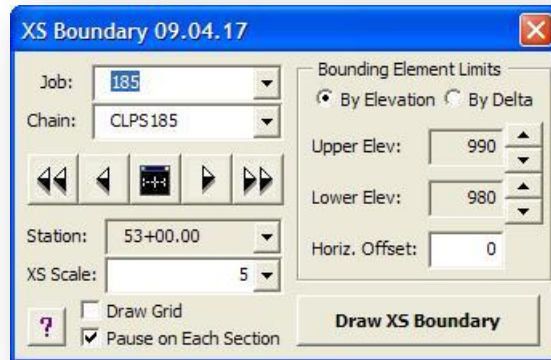 XS Boundary 09.04.17
Job: 185
Chain: CLPS185
Station: 53+00.00
XS Scale: 5
? Draw Grid
Pause on Each Section
Bounding Element Limits
By Elevation By Delta
Upper Elev: 990
Lower Elev: 980
Horiz. Offset: 0
Draw XS Boundary